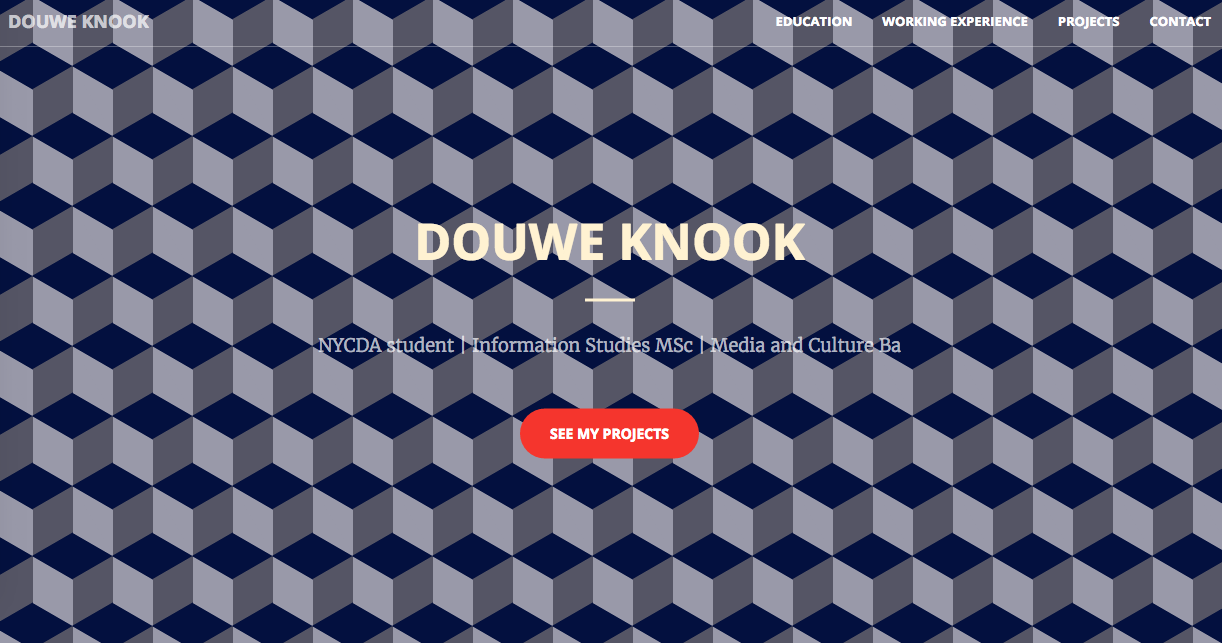 DOUWE KNOOK
EDUCATION WORKING EXPERIENCE PROJECTS CONTACT
DOUWE KNOOK
NYCDA student | Information Studies MSc | Media and Culture Ba
SEE MY PROJECTS